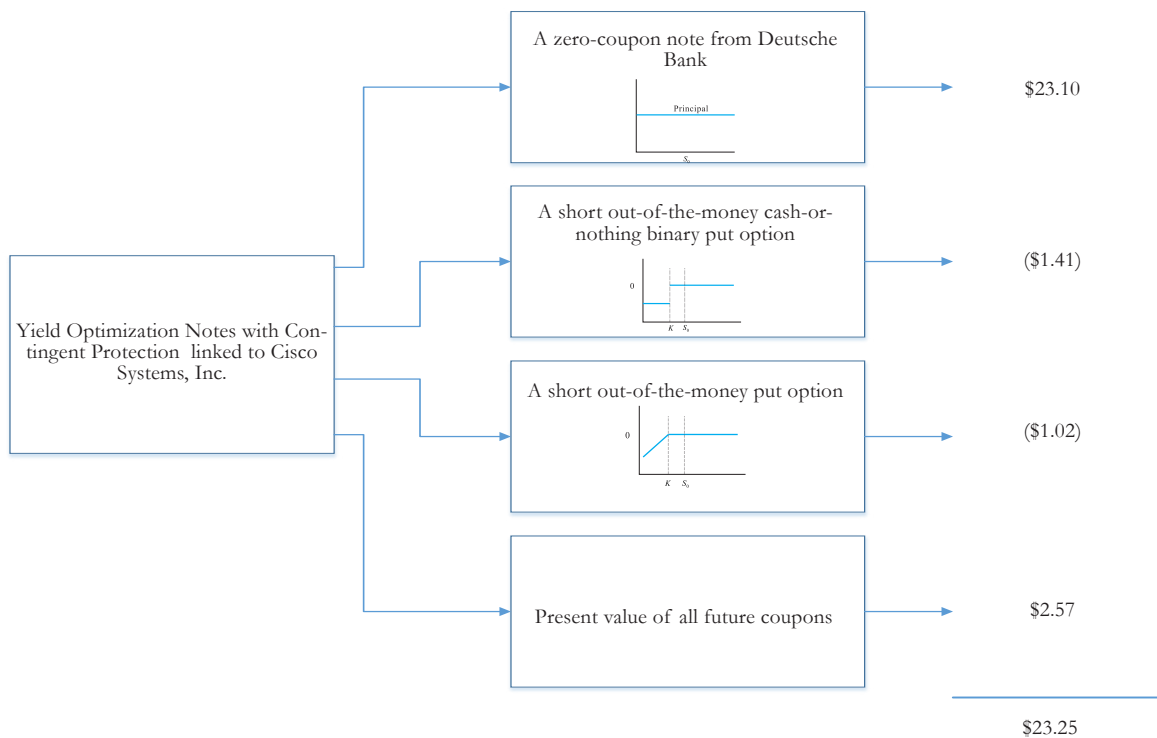 A zero-coupon note from Deutsche
Bank
Principal
S₀
$23.10
A short out-of-the-money cash-or-
nothing binary put option
0
K
S₀
($1.41)
Yield Optimization Notes with Con-
tingent Protection linked to Cisco
Systems, Inc.
A short out-of-the-money put option
0
K
S₀
($1.02)
Present value of all future coupons
$2.57
$23.25